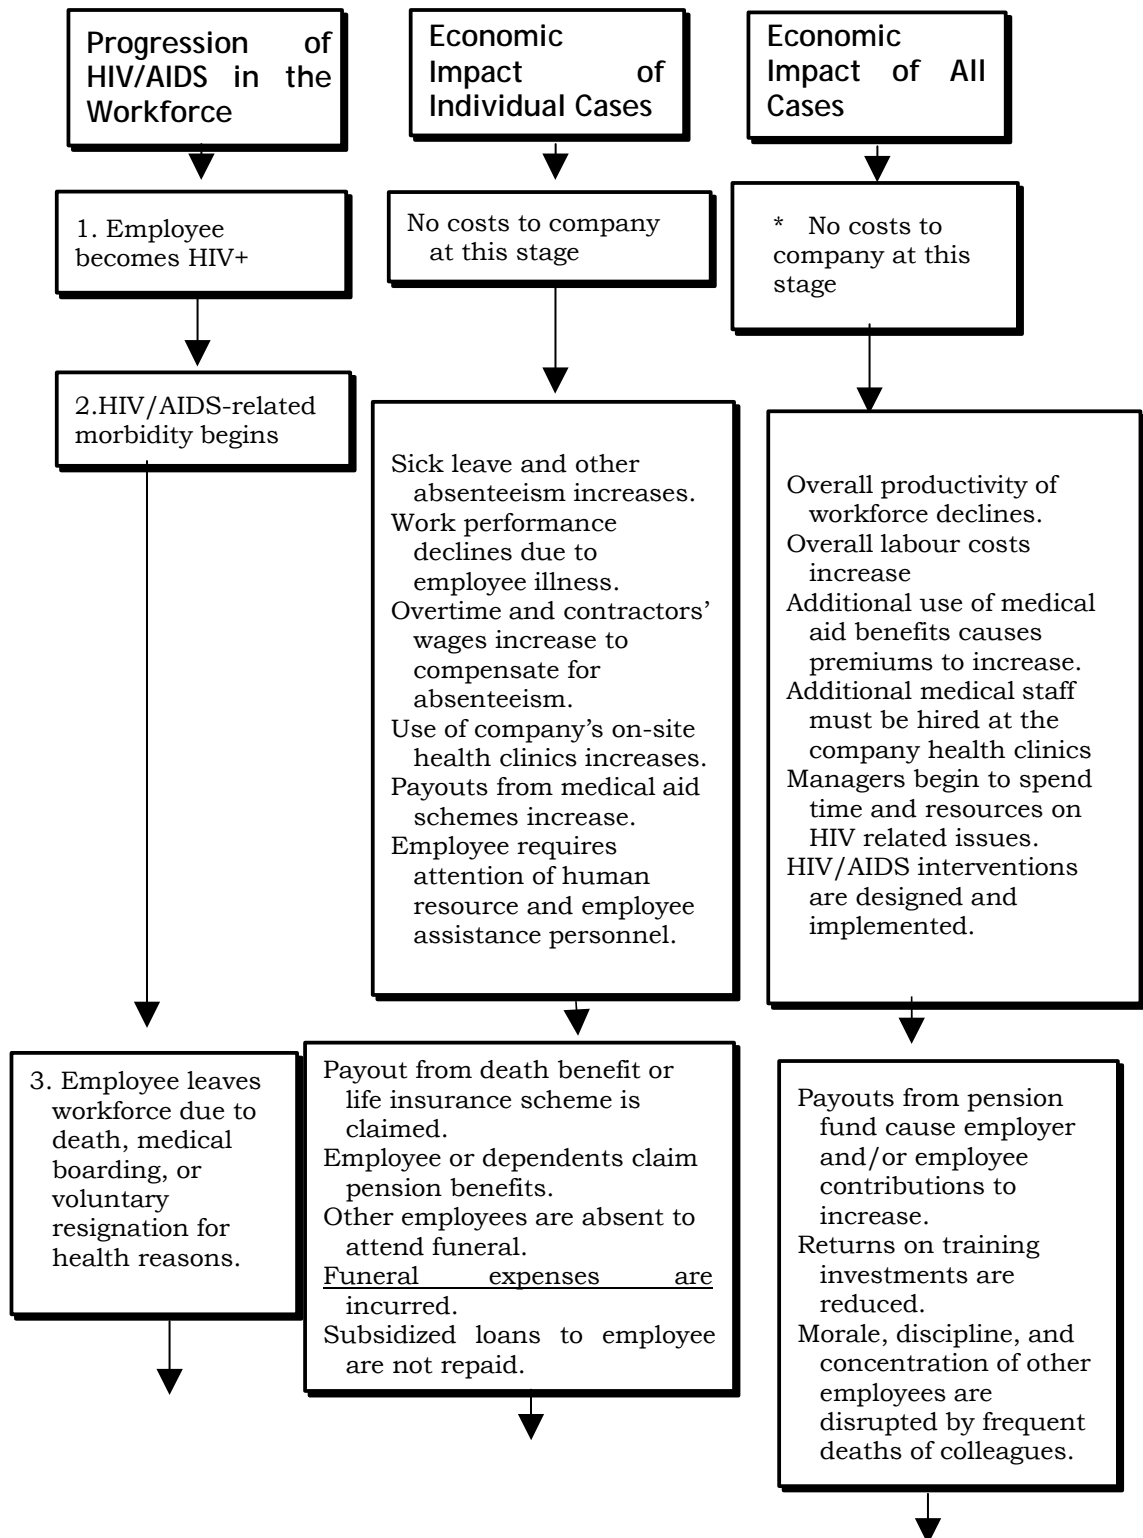 Progression of
HIV/AIDS in the
Workforce
Economic
Impact of
Individual Cases
Economic
Impact of All
Cases
1. Employee
becomes HIV+
No costs to company
at this stage
* No costs to
company at this
stage
2.HIV/AIDS-related
morbidity begins
Sick leave and other
absenteeism increases.
Work performance
declines due to
employee illness.
Overtime and contractors’
wages increase to
compensate for
absenteeism.
Use of company’s on-site
health clinics increases.
Payouts from medical aid
schemes increase.
Employee requires
attention of human
resource and employee
assistance personnel.
Overall productivity of
workforce declines.
Overall labour costs
increase
Additional use of medical
aid benefits causes
premiums to increase.
Additional medical staff
must be hired at the
company health clinics
Managers begin to spend
time and resources on
HIV related issues.
HIV/AIDS interventions
are designed and
implemented.
3. Employee leaves
workforce due to
death, medical
boarding, or
voluntary
resignation for
health reasons.
Payout from death benefit or
life insurance scheme is
claimed.
Employee or dependents claim
pension benefits.
Other employees are absent to
attend funeral.
Funeral expenses are
incurred.
Subsidized loans to employee
are not repaid.
Payouts from pension
fund cause employer
and/or employee
contributions to
increase.
Returns on training
investments are
reduced.
Morale, discipline, and
concentration of other
employees are
disrupted by frequent
deaths of colleagues.